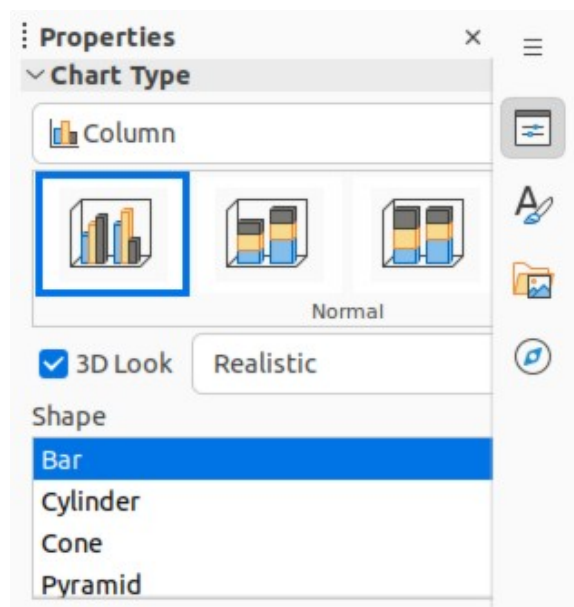 Properties
Chart Type
Column
Normal
3D Look
Realistic
Shape
Bar
Cylinder
Cone
Pyramid